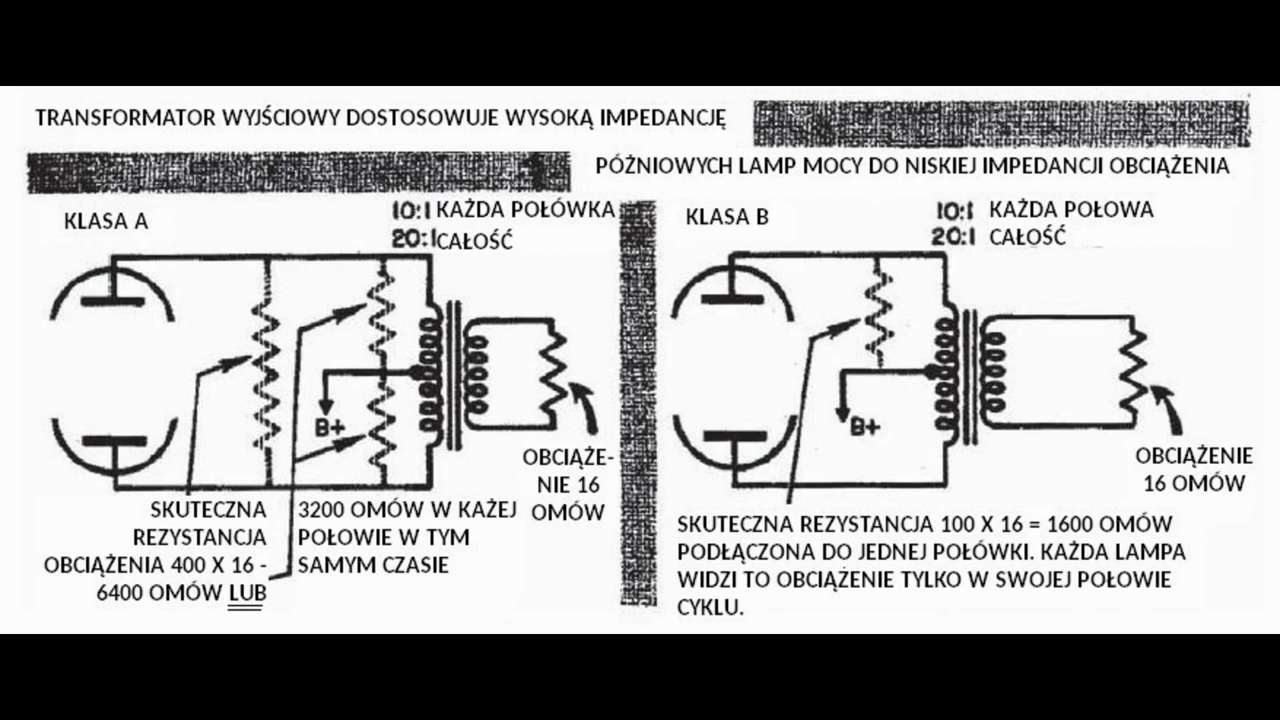 TRANSFORMATOR WYJŚCIOWY DOSTOSOWUJE WYSOKĄ IMPEDANCJĘ
PÓŻNIOWYCH LAMP MOCY DO NISKIEJ IMPEDANCJI OBCIĄŻENIA
KLASA A
10:1 KAŻDA POŁÓWKA
20:1 CAŁOŚĆ
B+
OBCIĄŻE-
NIE 16
OMÓW
SKUTECZNA
REZYSTANCJA
OBCIĄŻENIA 400 X 16 -
6400 OMÓW LUB
3200 OMÓW W KAŻEJ
POŁOWIE W TYM
SAMYM CZASIE
KLASA B
10:1 KAŻDA POŁOWA
20:1 CAŁOŚĆ
B+
OBCIĄŻENIE
16 OMÓW
SKUTECZNA REZYSTANCJA 100 X 16 = 1600 OMÓW
PODŁĄCZONA DO JEDNEJ POŁÓWKI. KAŻDA LAMPA
WIDZI TO OBCIĄŻENIE TYLKO W SWOJEJ POŁOWIE
CYKLU.